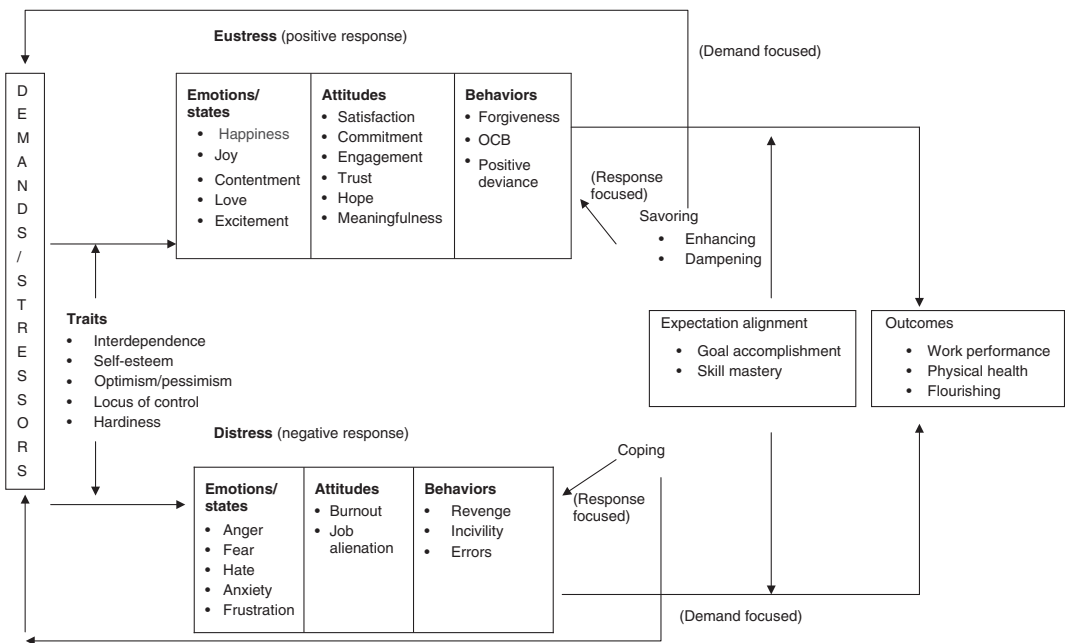 Eustress (positive response)
(Demand focused)
D
E
M
A
N
D
S
/
S
T
R
E
S
S
O
R
S
Emotions/
states
• Happiness
• Joy
• Contentment
• Love
• Excitement
Attitudes
• Satisfaction
• Commitment
• Engagement
• Trust
• Hope
• Meaningfulness
Behaviors
• Forgiveness
• OCB
• Positive
deviance
(Response
focused)
Savoring
• Enhancing
• Dampening
Traits
• Interdependence
• Self-esteem
• Optimism/pessimism
• Locus of control
• Hardiness
Expectation alignment
• Goal accomplishment
• Skill mastery
Outcomes
• Work performance
• Physical health
• Flourishing
Distress (negative response)
Emotions/
states
• Anger
• Fear
• Hate
• Anxiety
• Frustration
Attitudes
• Burnout
• Job
alienation
Behaviors
• Revenge
• Incivility
• Errors
Coping
(Response
focused)
(Demand focused)